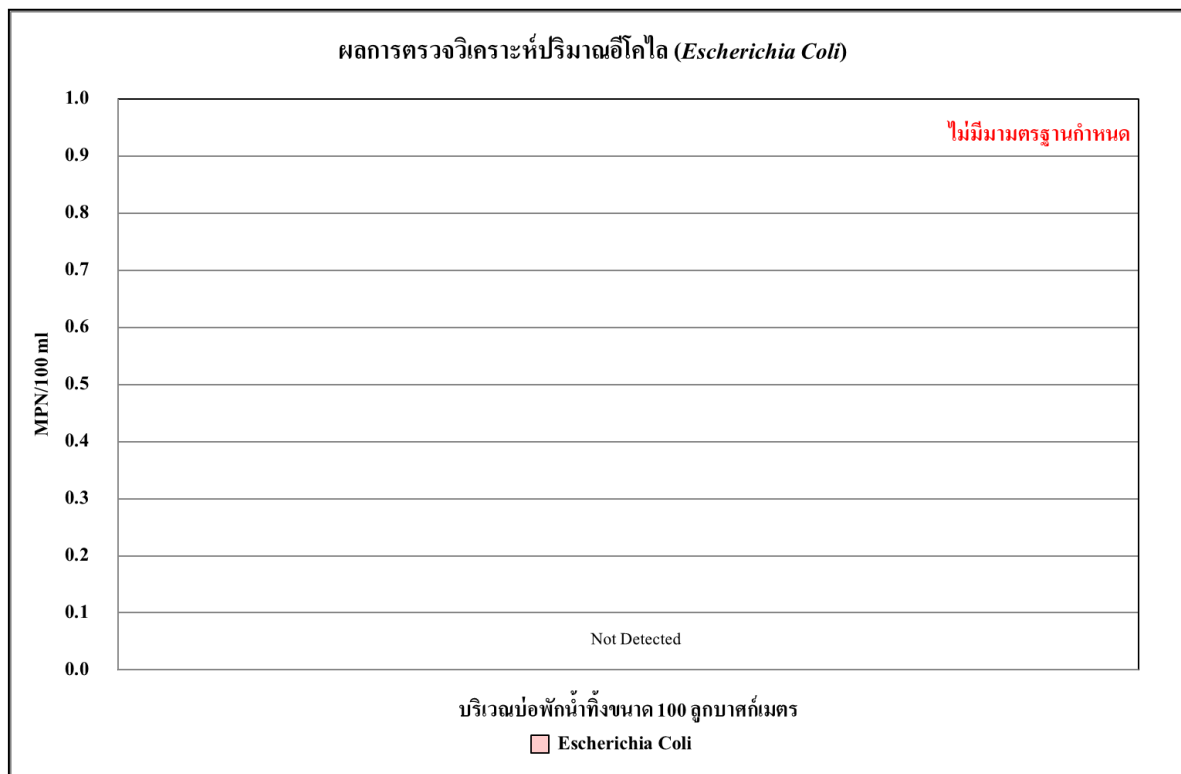 ผลการตรวจวิเคราะห์ปริมาณอีโคไล (Escherichia Coli)
1.0
ไม่มีมามตรฐานกำหนด
0.9
0.8
0.7
0.6
0.5
0.4
0.3
0.2
0.1
0.0
MPN/100 ml
Not Detected
บริเวณบ่อพักน้ำทิ้งขนาด 100 ลูกบาศก์เมตร
Escherichia Coli